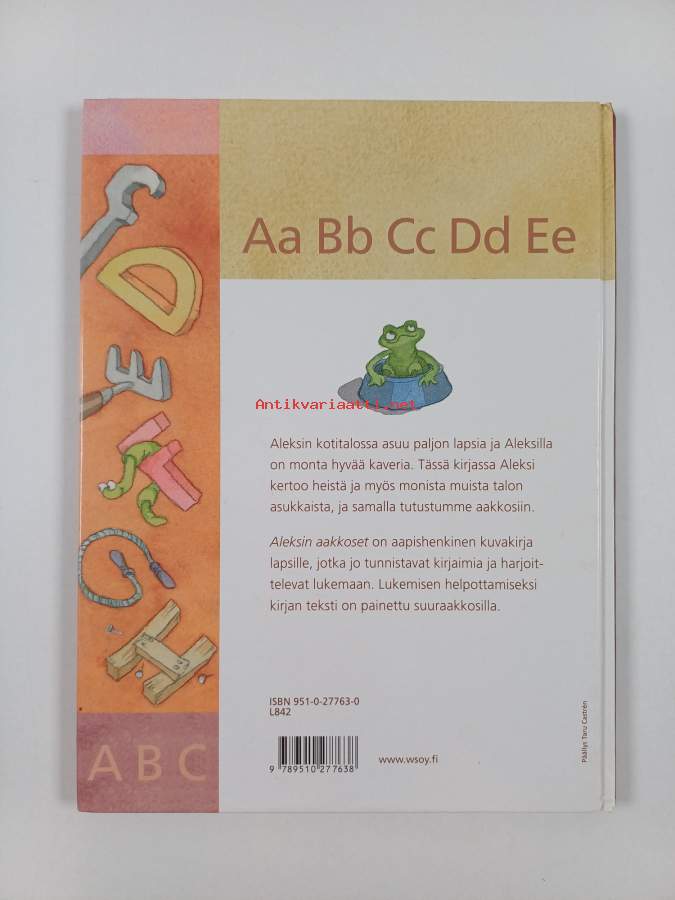 Aa Bb Cc Dd Ee
Antikvariaatti.net
Aleksin kotitalossa asuu paljon lapsia ja Aleksilla
on monta hyvää kaveria. Tässä kirjassa Aleksi
kertoo heistä ja myös monista muista talon
asukkaista, ja samalla tutustumme aakkosiin.
Aleksin aakkoset on aapishenkinen kuvakirja
lapsille, jotka jo tunnistavat kirjaimia ja harjoit-
televat lukemaan. Lukemisen helpottamiseksi
kirjan teksti on painettu suuraakkosilla.
ISBN 951-0-27763-0
L842
9 789510 277638
www.wsoy.fi
Päällys Taru Castrén
D
E
F
G
H
A B C